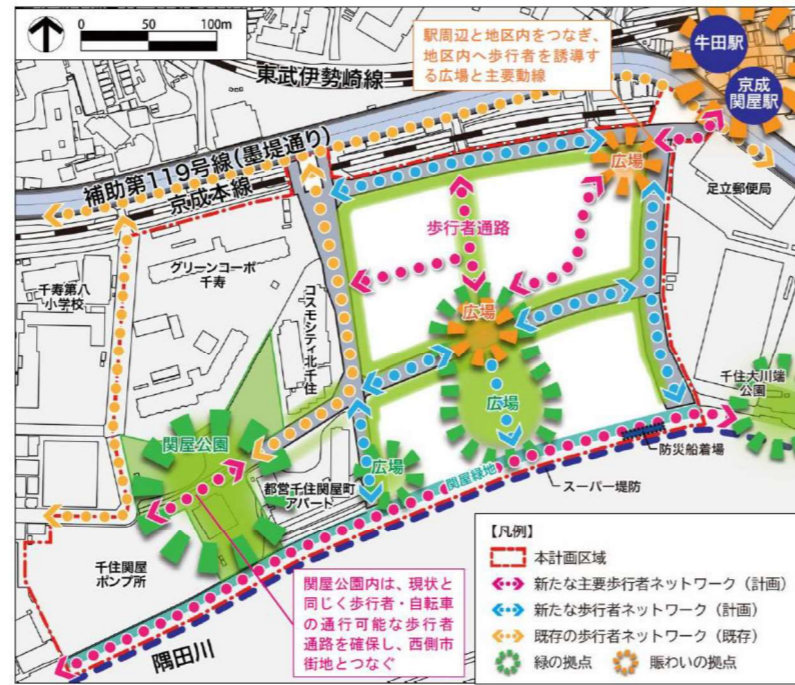 0 50 100m
駅周辺と地区内をつなぎ、
地区内へ歩行者を誘導す
る広場と主要動線
牛田駅
京成
関屋駅
東武伊勢崎線
補助第119号線(墨堤通り)
京成本線
広場
足立郵便局
歩行者通路
グリーンコーポ
千寿
千寿第八
小学校
コスモシティ北千住
広場
千住大川端
公園
関屋公園
広場
広場
防災船着場
関屋緑地
スーパー堤防
都営千住関屋町
アパート
千住関屋
ポンプ所
関屋公園内は、現状と
同じく歩行者・自転車
の通行可能な歩行者
通路を確保し、西側市
街地とつなぐ
隅田川
【凡例】
本計画区域
新たな主要歩行者ネットワーク(計画)
新たな歩行者ネットワーク(計画)
既存の歩行者ネットワーク(既存)
緑の拠点 賑わいの拠点